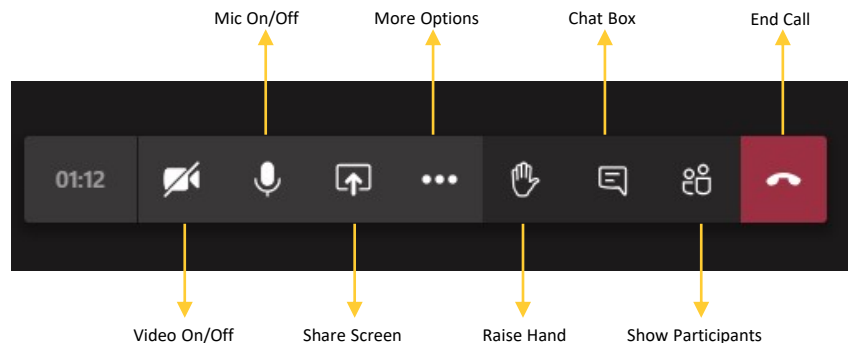 Mic On/Off
More Options
Chat Box
End Call
01:12
Video On/Off
Share Screen
Raise Hand
Show Participants